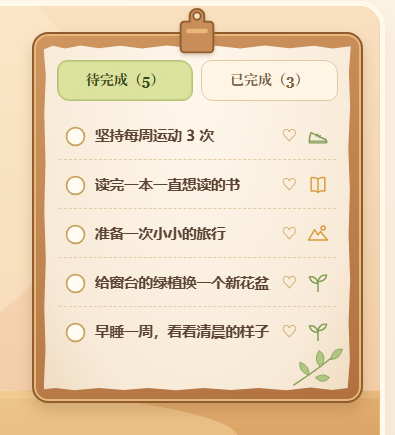 待完成（5）
已完成（3）
坚持每周运动 3 次
读完一本一直想读的书
准备一次小小的旅行
给窗台的绿植换一个新花盆
早睡一周，看看清晨的样子